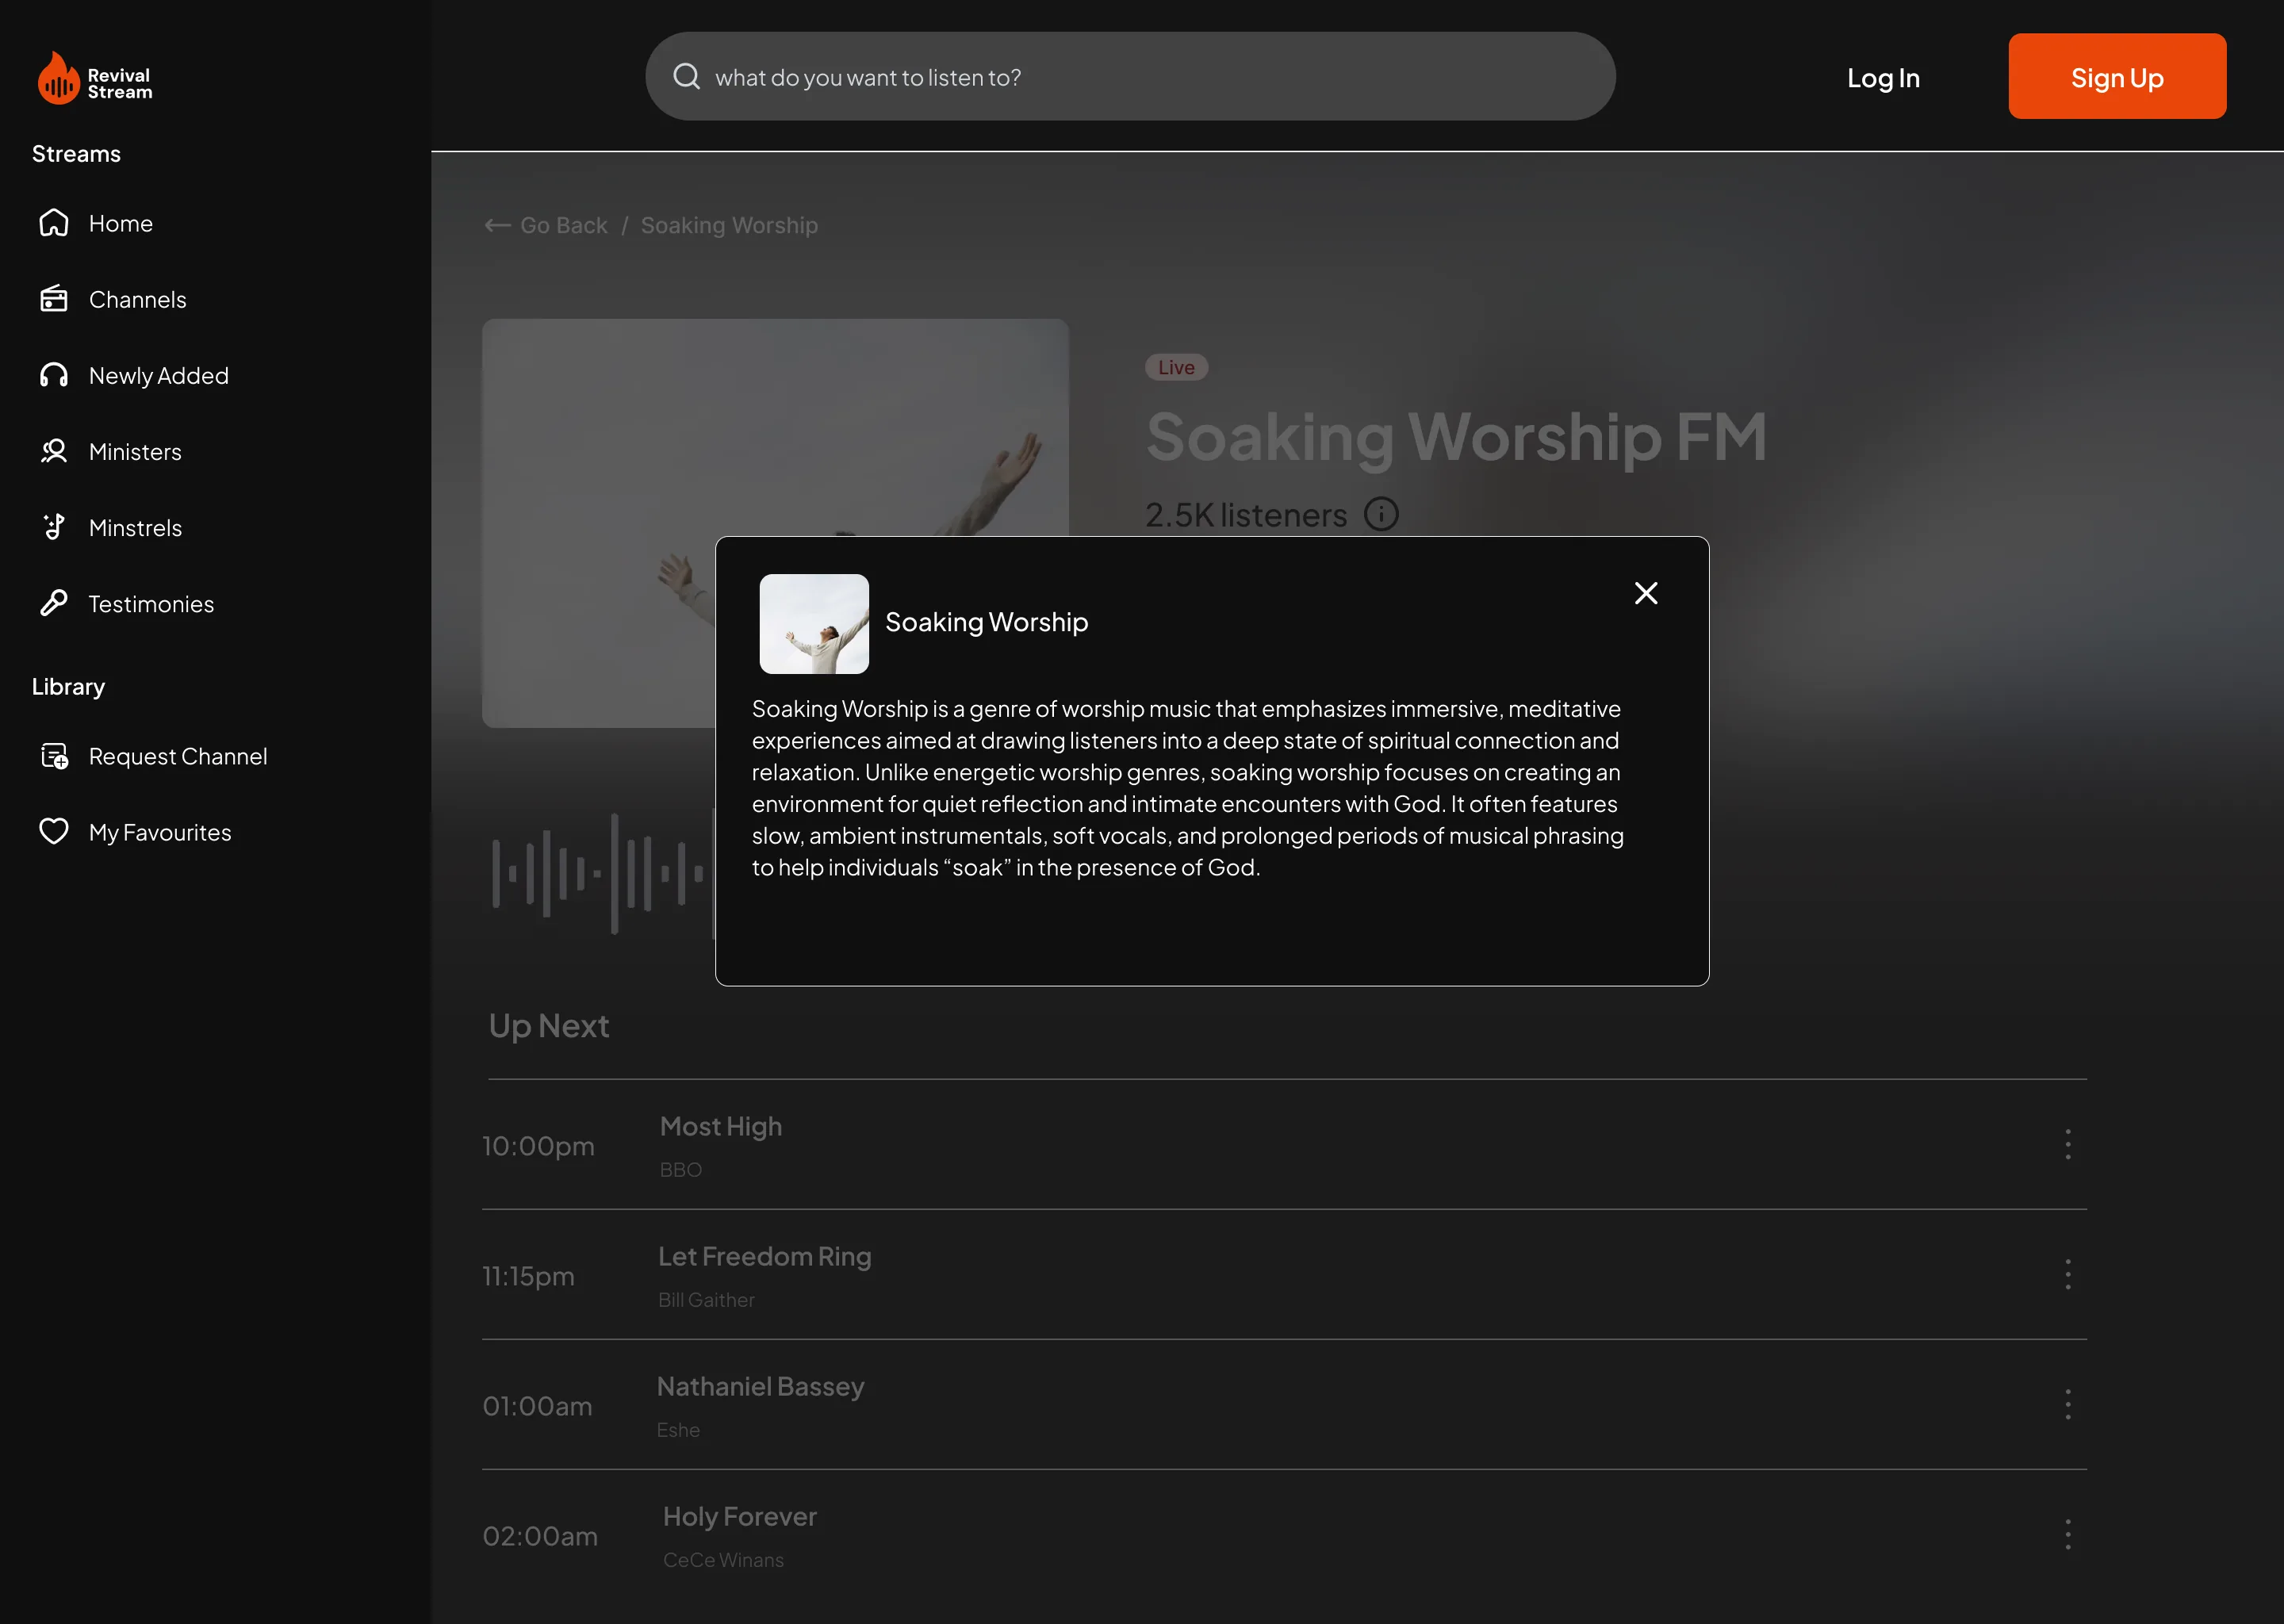 Revival
Stream
what do you want to listen to?
Log In
Sign Up
Streams
Home
Channels
Newly Added
Ministers
Minstrels
Testimonies
Library
Request Channel
My Favourites
Go Back / Soaking Worship
Live
Soaking Worship FM
2.5K listeners
Soaking Worship
Soaking Worship is a genre of worship music that emphasizes immersive, meditative
experiences aimed at drawing listeners into a deep state of spiritual connection and
relaxation. Unlike energetic worship genres, soaking worship focuses on creating an
environment for quiet reflection and intimate encounters with God. It often features
slow, ambient instrumentals, soft vocals, and prolonged periods of musical phrasing
to help individuals “soak” in the presence of God.
Up Next
10:00pm
Most High
BBO
11:15pm
Let Freedom Ring
Bill Gaither
01:00am
Nathaniel Bassey
Eshe
02:00am
Holy Forever
CeCe Winans